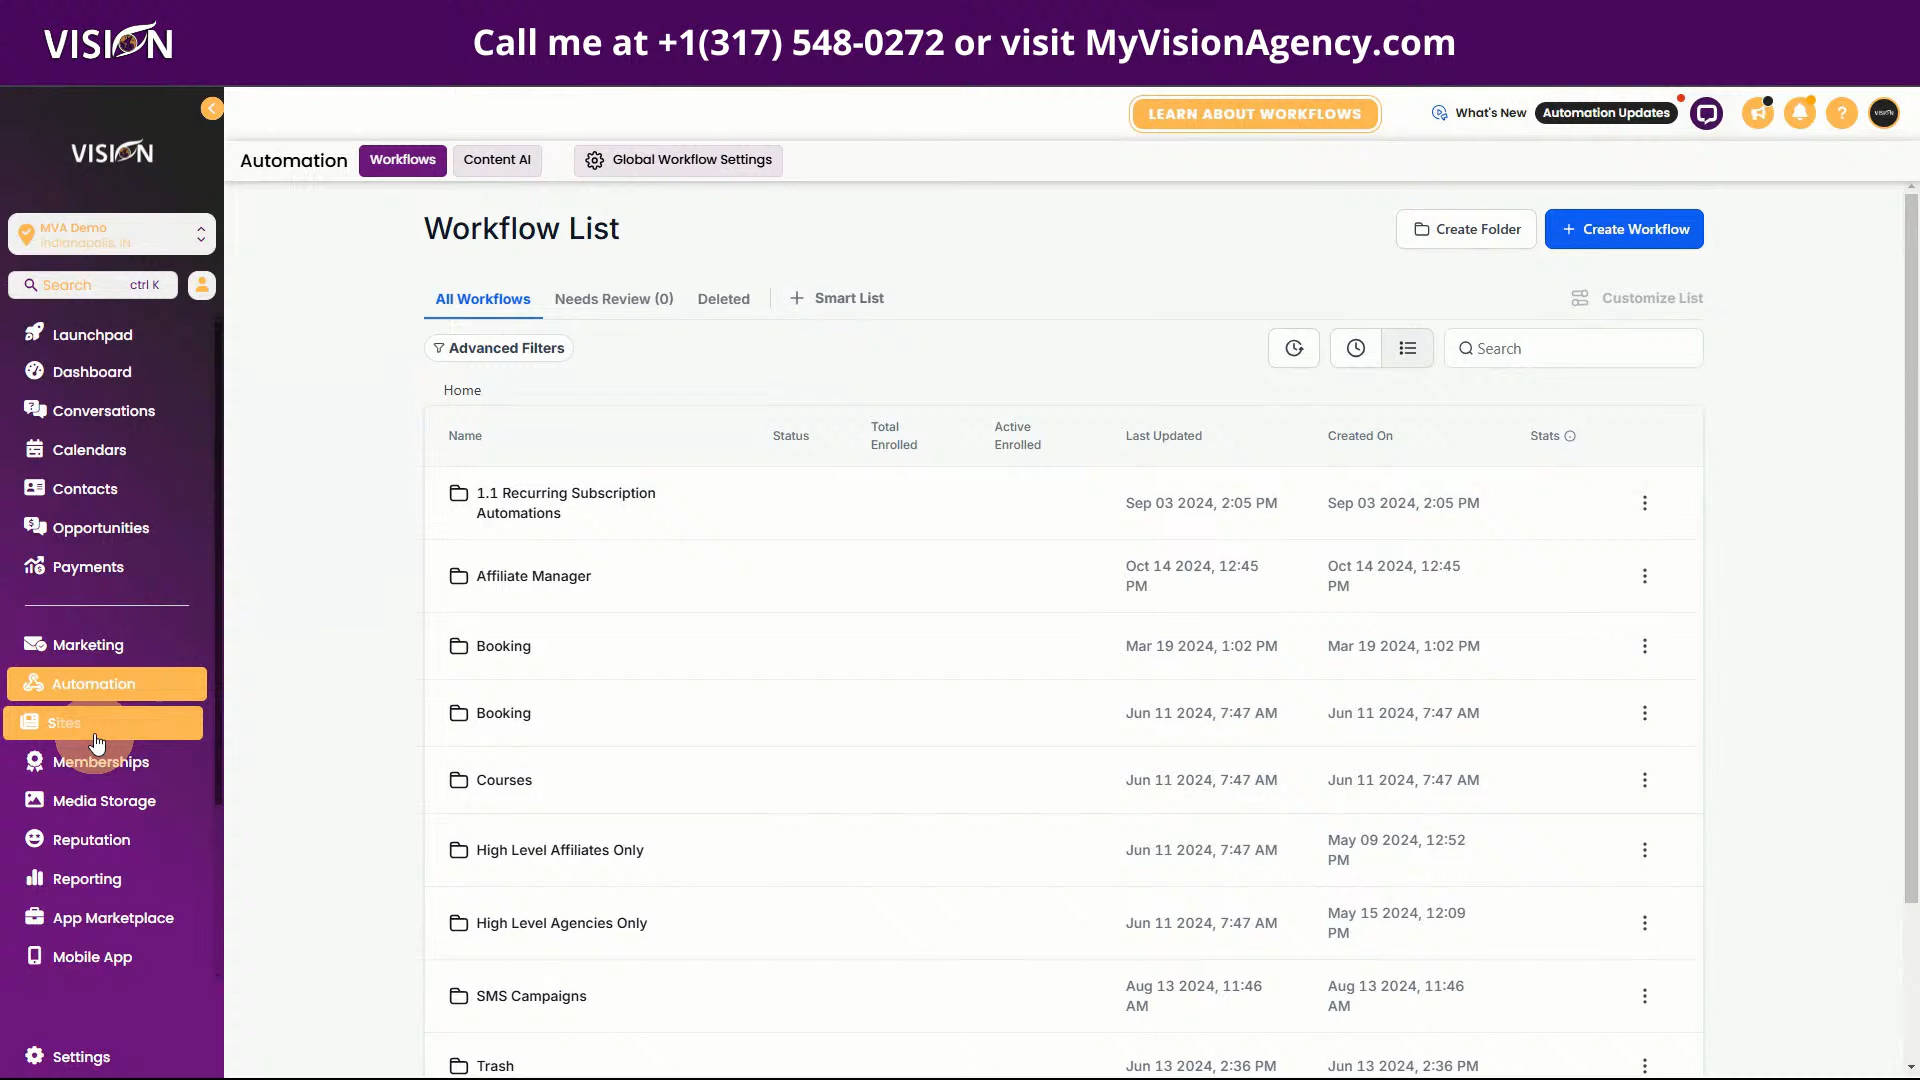 VISION
Call me at +1(317) 548-0272 or visit MyVisionAgency.com
LEARN ABOUT WORKFLOWS
What's New
Automation Updates
VISION
VISION
Automation
Workflows
Content AI
Global Workflow Settings
MVA Demo
Indianapolis, IN
Search
ctrl K
Launchpad
Dashboard
Conversations
Calendars
Contacts
Opportunities
Payments
Marketing
Automation
Sites
Memberships
Media Storage
Reputation
Reporting
App Marketplace
Mobile App
Settings
Workflow List
Create Folder
+ Create Workflow
All Workflows
Needs Review (0)
Deleted
+ Smart List
Customize List
Advanced Filters
Search
Home
Name
Status
Total
Enrolled
Active
Enrolled
Last Updated
Created On
Stats
1.1 Recurring Subscription
Automations
Sep 03 2024, 2:05 PM
Sep 03 2024, 2:05 PM
Affiliate Manager
Oct 14 2024, 12:45
PM
Oct 14 2024, 12:45
PM
Booking
Mar 19 2024, 1:02 PM
Mar 19 2024, 1:02 PM
Booking
Jun 11 2024, 7:47 AM
Jun 11 2024, 7:47 AM
Courses
Jun 11 2024, 7:47 AM
Jun 11 2024, 7:47 AM
High Level Affiliates Only
Jun 11 2024, 7:47 AM
May 09 2024, 12:52
PM
High Level Agencies Only
Jun 11 2024, 7:47 AM
May 15 2024, 12:09
PM
SMS Campaigns
Aug 13 2024, 11:46
AM
Aug 13 2024, 11:46
AM
Trash
Jun 13 2024, 2:36 PM
Jun 13 2024, 2:36 PM